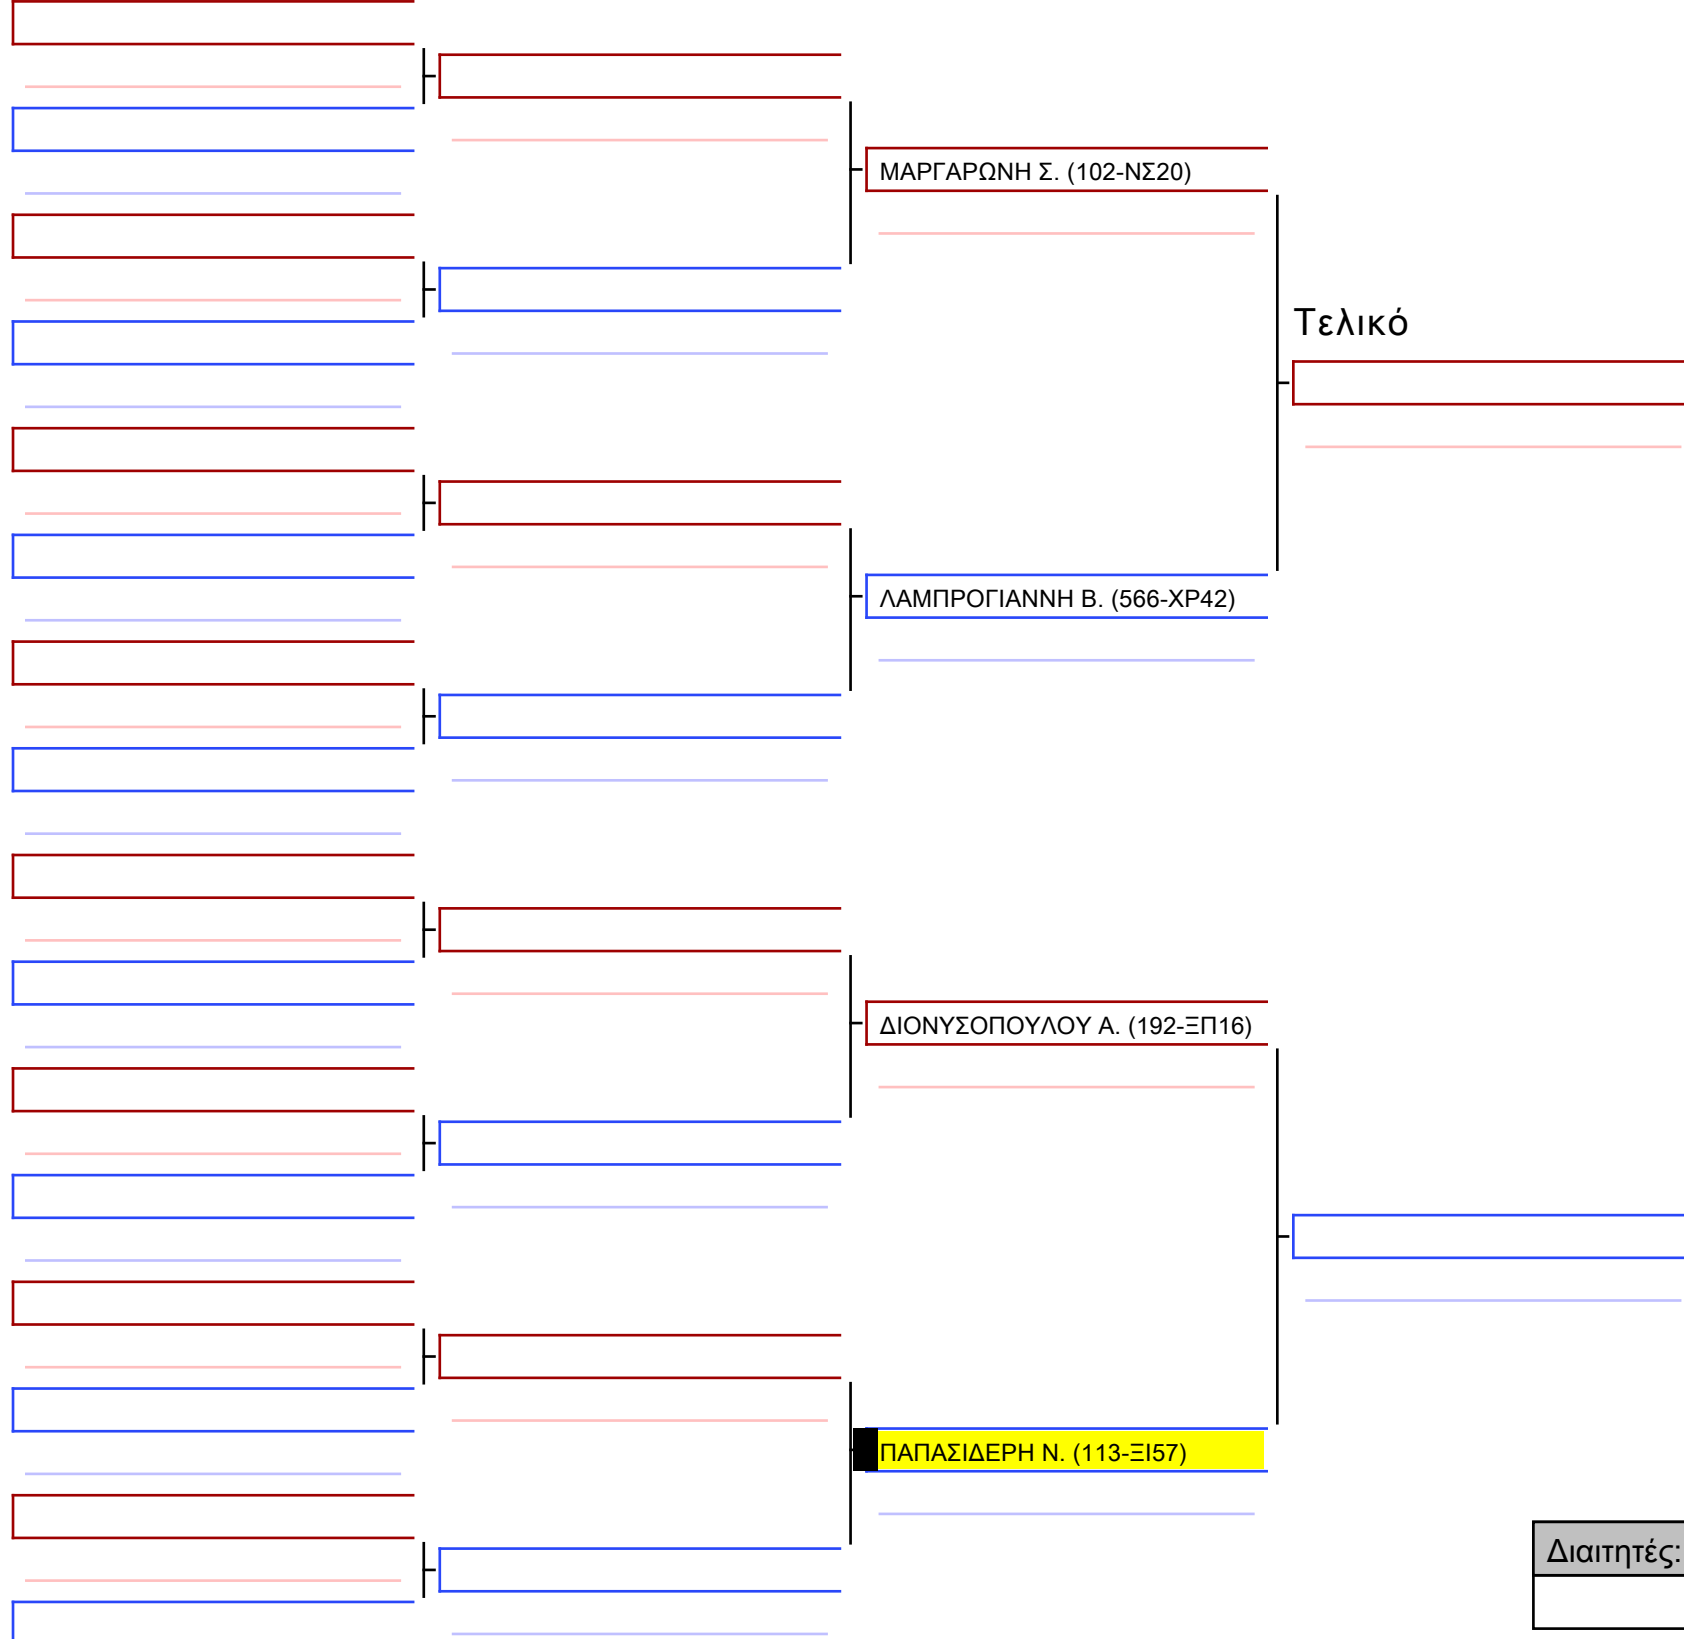 ΜΑΡΓΑΡΩΝΗ Σ. (102-ΝΣ20)
Τελικό
ΛΑΜΠΡΟΓΙΑΝΝΗ Β. (566-ΧΡ42)
ΔΙΟΝΥΣΟΠΟΥΛΟΥ Α. (192-ΞΠ16)
ΠΑΠΑΣΙΔΕΡΗ Ν. (113-ΞΙ57)
Διαιτητές: